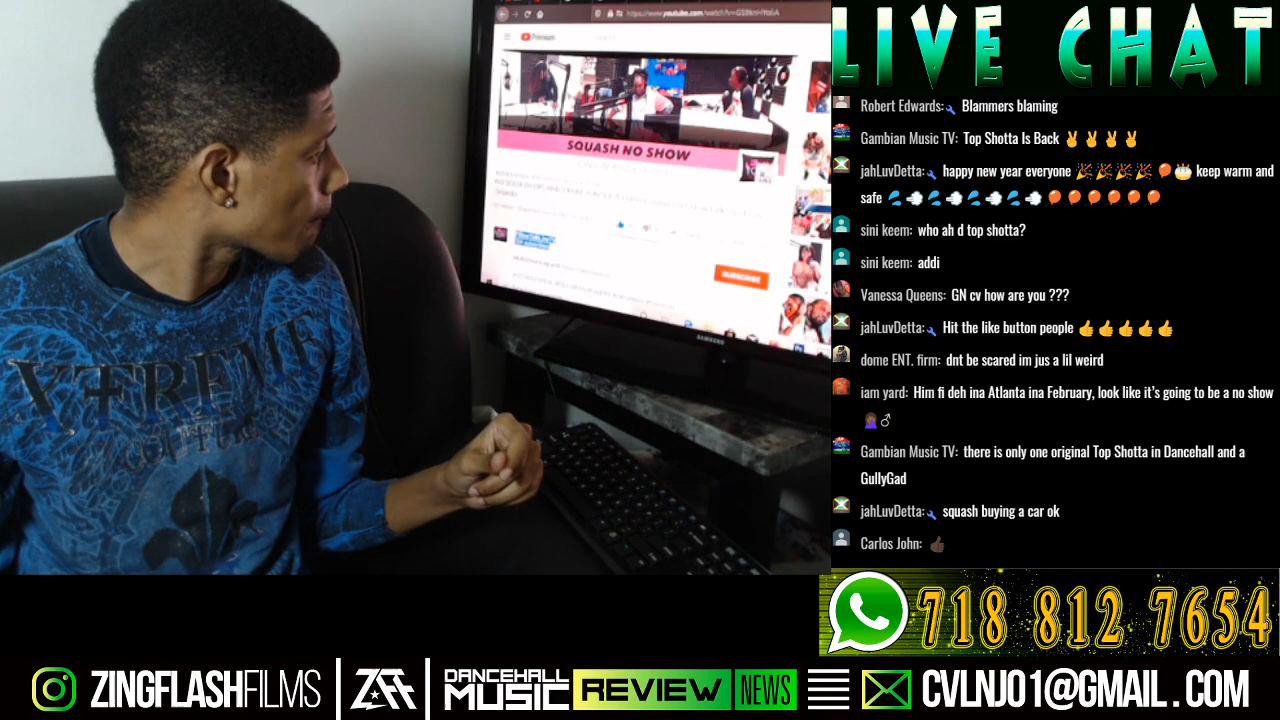 LIVE CHAT
Robert Edwards: Blammers blaming
Gambian Music TV: Top Shotta Is Back ✌✌✌✌
jahLuvDetta: happy new year everyone 🎉🎉🎉🎉 🎈🎂 keep warm and
safe 💦💨💦💨💦💨💦💨🎈🎈🎈🎈🎈🎈
sini keem: who ah d top shotta?
sini keem: addi
Vanessa Queens: GN cv how are you ???
jahLuvDetta: Hit the like button people 👍👍👍👍👍
dome ENT. firm: dnt be scared im jus a lil weird
iam yard: Him fi deh ina Atlanta ina February, look like it's going to be a no show
🤦🏾♂
Gambian Music TV: there is only one original Top Shotta in Dancehall and a
GullyGad
jahLuvDetta: squash buying a car ok
Carlos John: 👍🏿
Premium
SQUASH NO SHOW
SUBSCRIBE
SAMSUNG
XTREME
COUTURE
718 812 7654
ZINGFLASHFILMS
ZFF
DANCEHALL
MUSIC REVIEW NEWS
CVLNJ01@GMAIL.COM